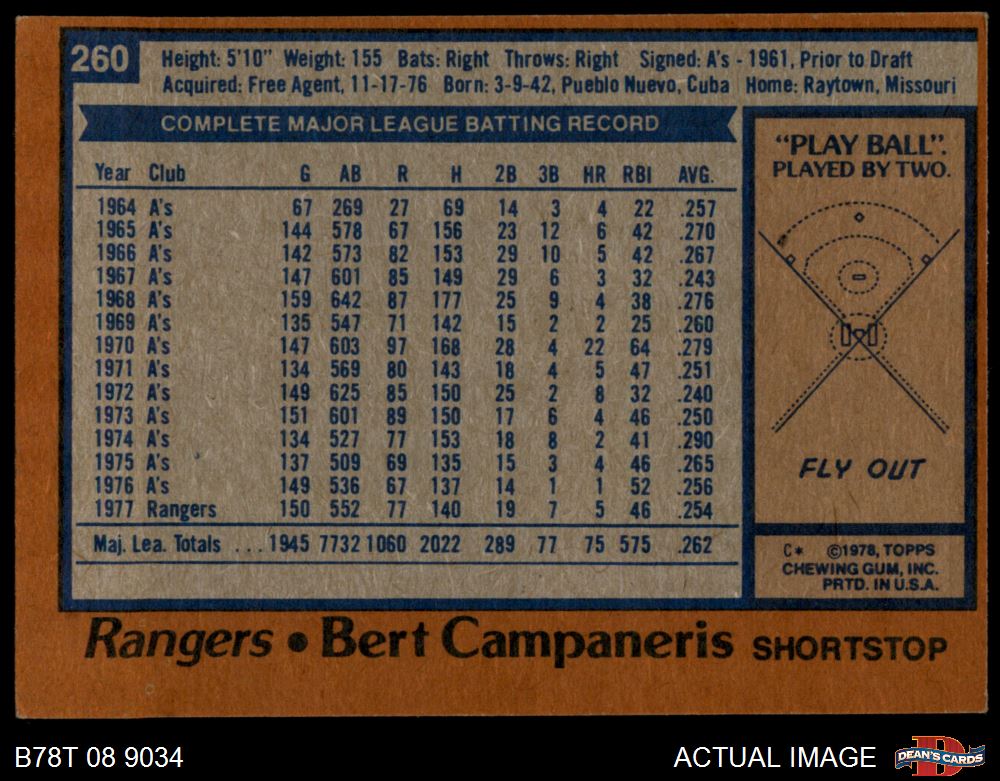 260
Height: 5'10" Weight: 155 Bats: Right Throws: Right Signed: A's - 1961, Prior to Draft
Acquired: Free Agent, 11-17-76 Born: 3-9-42, Pueblo Nuevo, Cuba Home: Raytown, Missouri
COMPLETE MAJOR LEAGUE BATTING RECORD
Year Club G AB R H 2B 3B HR RBI AVG.
1964 A's 67 269 27 69 14 3 4 22 .257
1965 A's 144 578 67 156 23 12 6 42 .270
1966 A's 142 573 82 153 29 10 5 42 .267
1967 A's 147 601 85 149 29 6 3 32 .243
1968 A's 159 642 87 177 25 9 4 38 .276
1969 A's 135 547 71 142 15 2 2 25 .260
1970 A's 147 603 97 168 28 4 22 64 .279
1971 A's 134 569 80 143 18 4 5 47 .251
1972 A's 149 625 85 150 25 2 8 32 .240
1973 A's 151 601 89 150 17 6 4 46 .250
1974 A's 134 527 77 153 18 8 2 41 .290
1975 A's 137 509 69 135 15 3 4 46 .265
1976 A's 149 536 67 137 14 1 1 52 .256
1977 Rangers 150 552 77 140 19 7 5 46 .254
Maj. Lea. Totals ... 1945 7732 1060 2022 289 77 75 575 .262
"PLAY BALL".
PLAYED BY TWO.
FLY OUT
C* ©1978, TOPPS
CHEWING GUM, INC.
PRTD. IN U.S.A.
Rangers • Bert Campaneris SHORTSTOP
B78T 08 9034
ACTUAL IMAGE
D
DEAN'S CARDS